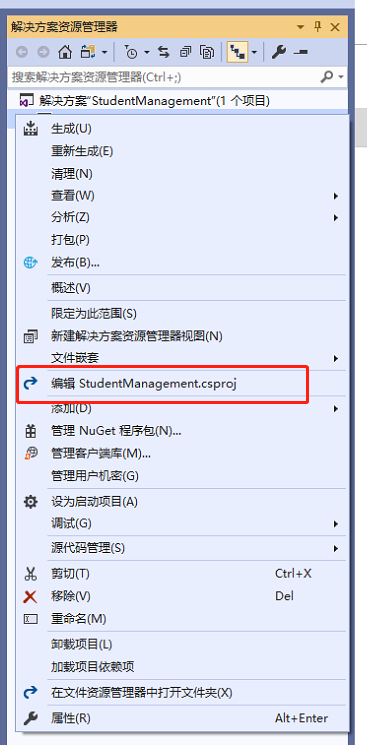 解决方案资源管理器
搜索解决方案资源管理器(Ctrl+;)
解决方案"StudentManagement"(1 个项目)
生成(U)
重新生成(E)
清理(N)
查看(W)
分析(Z)
打包(P)
发布(B)...
概述(V)
限定为此范围(S)
新建解决方案资源管理器视图(N)
文件嵌套
编辑 StudentManagement.csproj
添加(D)
管理 NuGet 程序包(N)...
管理客户端库(M)...
管理用户机密(G)
设为启动项目(A)
调试(G)
源代码管理(S)
剪切(T) Ctrl+X
移除(V) Del
重命名(M)
卸载项目(L)
加载项目依赖项
在文件资源管理器中打开文件夹(X)
属性(R) Alt+Enter